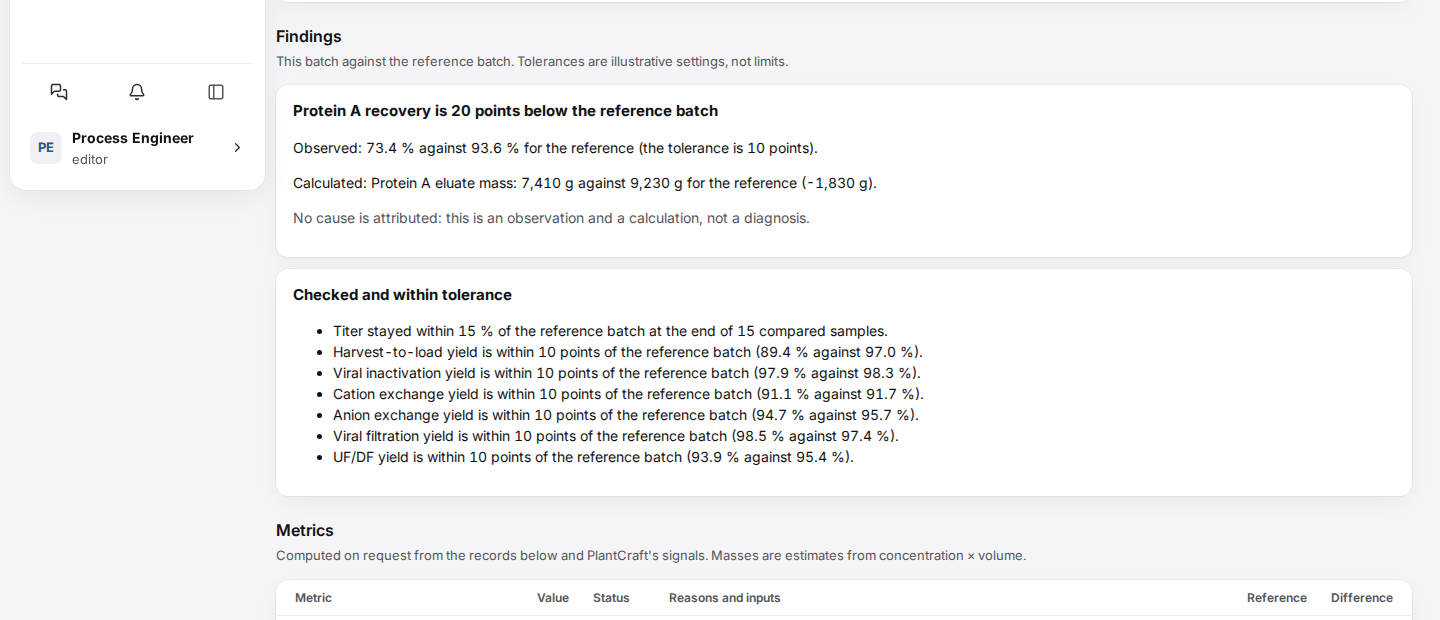 Findings
This batch against the reference batch. Tolerances are illustrative settings, not limits.
Protein A recovery is 20 points below the reference batch
Observed: 73.4 % against 93.6 % for the reference (the tolerance is 10 points).
Calculated: Protein A eluate mass: 7,410 g against 9,230 g for the reference (-1,830 g).
No cause is attributed: this is an observation and a calculation, not a diagnosis.
PE
Process Engineer
editor
Checked and within tolerance
• Titer stayed within 15 % of the reference batch at the end of 15 compared samples.
• Harvest-to-load yield is within 10 points of the reference batch (89.4 % against 97.0 %).
• Viral inactivation yield is within 10 points of the reference batch (97.9 % against 98.3 %).
• Cation exchange yield is within 10 points of the reference batch (91.1 % against 91.7 %).
• Anion exchange yield is within 10 points of the reference batch (94.7 % against 95.7 %).
• Viral filtration yield is within 10 points of the reference batch (98.5 % against 97.4 %).
• UF/DF yield is within 10 points of the reference batch (93.9 % against 95.4 %).
Metrics
Computed on request from the records below and PlantCraft's signals. Masses are estimates from concentration × volume.
Metric Value Status Reasons and inputs Reference Difference